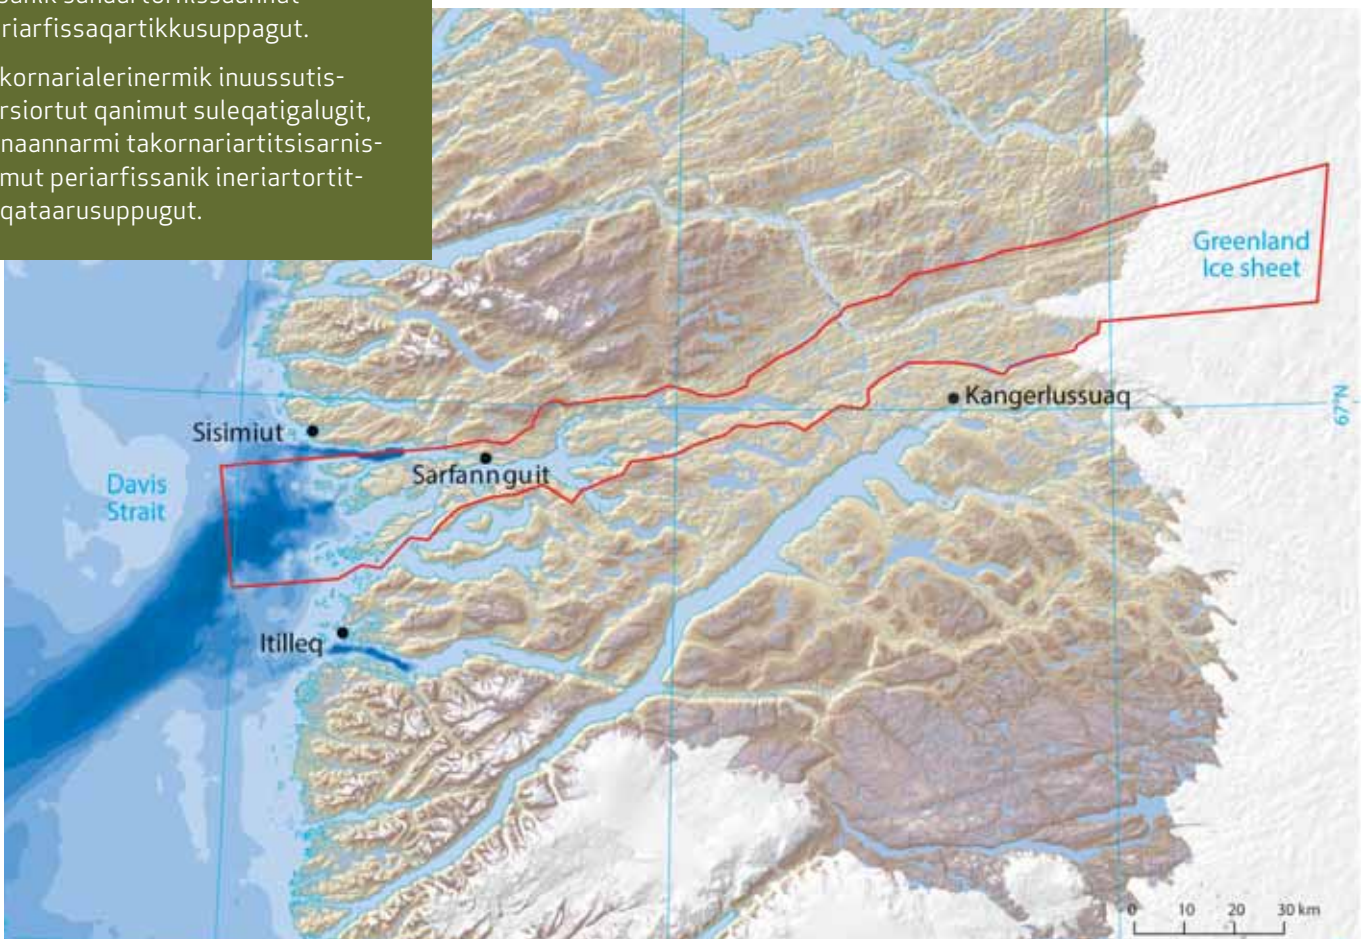 riarfissaqartikkusuppagut.
kornarialerinermik inuussutis-
rsiortut qanimut suleqatigalugit,
naannarmi takornariartitsisarnis-
mut periarfissanik ineriartortit-
qataarusuppugut.
Greenland
Ice sheet
Kangerlussuaq
67°N
Sisimiut
Sarfannguit
Davis
Strait
Itilleq
0 10 20 30 km